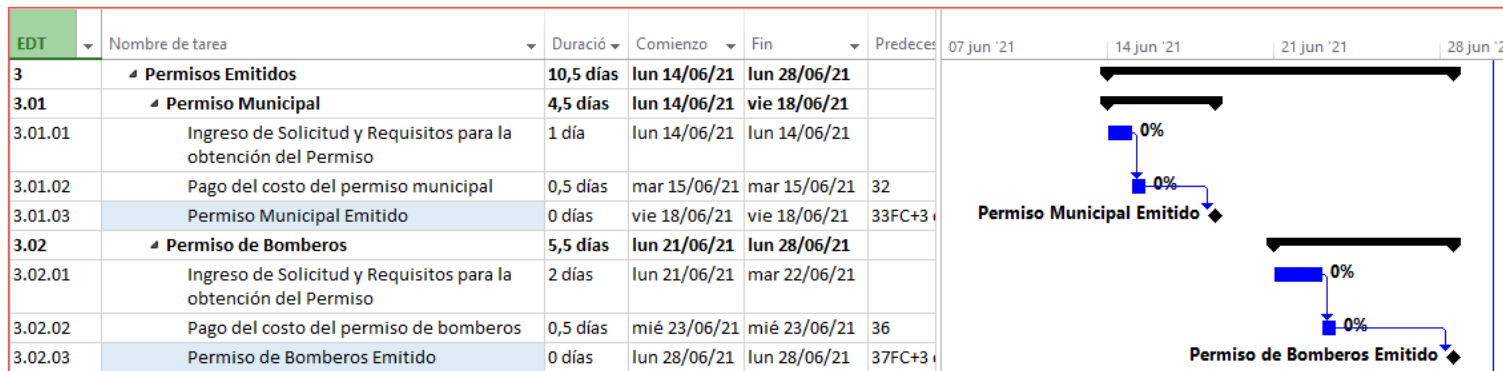 EDT Nombre de tarea Duració Comienzo Fin Predeces 07 jun '21 14 jun '21 21 jun '21 28 jun '2
3 Permisos Emitidos 10,5 días lun 14/06/21 lun 28/06/21
3.01 Permiso Municipal 4,5 días lun 14/06/21 vie 18/06/21
3.01.01 Ingreso de Solicitud y Requisitos para la 1 día lun 14/06/21 lun 14/06/21 0%
obtención del Permiso
3.01.02 Pago del costo del permiso municipal 0,5 días mar 15/06/21 mar 15/06/21 32 0%
3.01.03 Permiso Municipal Emitido 0 días vie 18/06/21 vie 18/06/21 33FC+3 Permiso Municipal Emitido
3.02 Permiso de Bomberos 5,5 días lun 21/06/21 lun 28/06/21
3.02.01 Ingreso de Solicitud y Requisitos para la 2 días lun 21/06/21 mar 22/06/21 0%
obtención del Permiso
3.02.02 Pago del costo del permiso de bomberos 0,5 días mié 23/06/21 mié 23/06/21 36 0%
3.02.03 Permiso de Bomberos Emitido 0 días lun 28/06/21 lun 28/06/21 37FC+3 Permiso de Bomberos Emitido